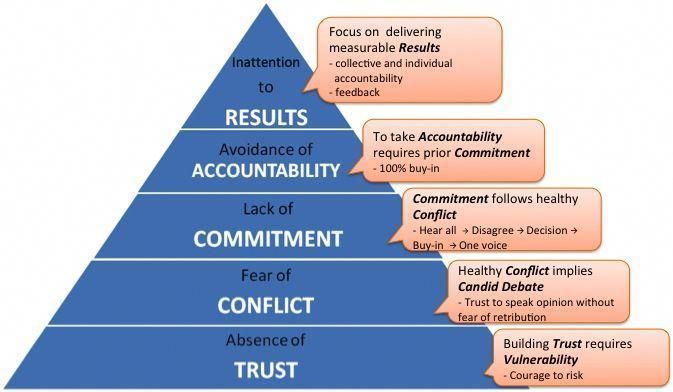 Inattention
to
RESULTS
Focus on delivering
measurable Results
- collective and individual
accountability
- feedback
Avoidance of
ACCOUNTABILITY
To take Accountability
requires prior Commitment
- 100% buy-in
Lack of
COMMITMENT
Commitment follows healthy
Conflict
- Hear all → Disagree → Decision →
Buy-in → One voice
Fear of
CONFLICT
Healthy Conflict implies
Candid Debate
- Trust to speak opinion without
fear of retribution
Absence of
TRUST
Building Trust requires
Vulnerability
- Courage to risk